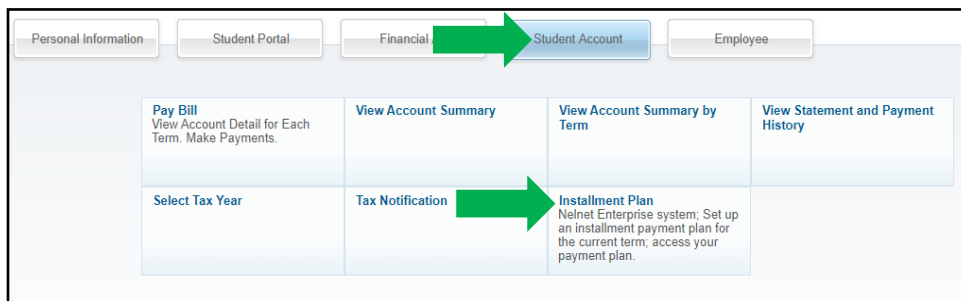 Personal Information
Student Portal
Financial
Student Account
Employee
Pay Bill
View Account Detail for Each
Term. Make Payments.
View Account Summary
View Account Summary by
Term
View Statement and Payment
History
Select Tax Year
Tax Notification
Installment Plan
Nelnet Enterprise system; Set up
an installment payment plan for
the current term; access your
payment plan.